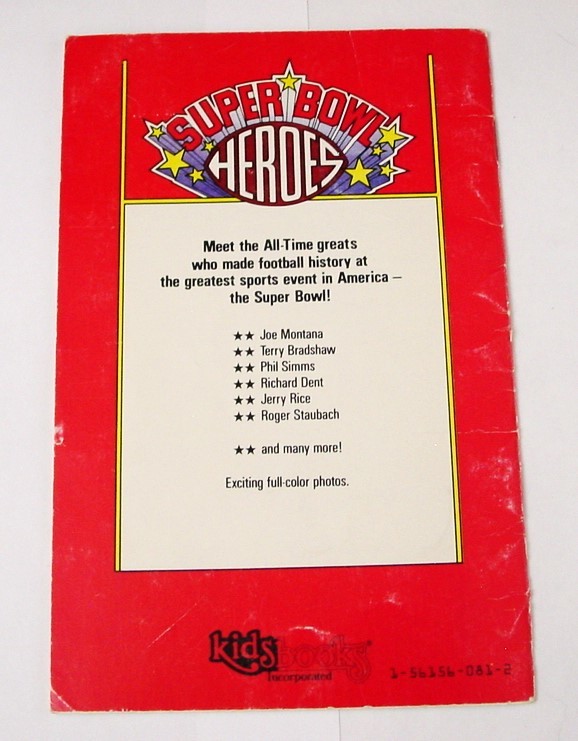 SUPER BOWL
HEROES
Meet the All-Time greats
who made football history at
the greatest sports event in America —
the Super Bowl!
★★ Joe Montana
★★ Terry Bradshaw
★★ Phil Simms
★★ Richard Dent
★★ Jerry Rice
★★ Roger Staubach
★★ and many more!
Exciting full-color photos.
kidsbooks®
Incorporated
1-56156-081-2